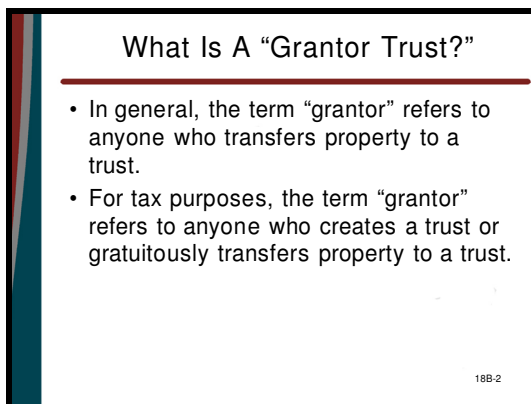 What Is A “Grantor Trust?”
• In general, the term “grantor” refers to
anyone who transfers property to a
trust.
• For tax purposes, the term “grantor”
refers to anyone who creates a trust or
gratuitously transfers property to a trust.
18B-2